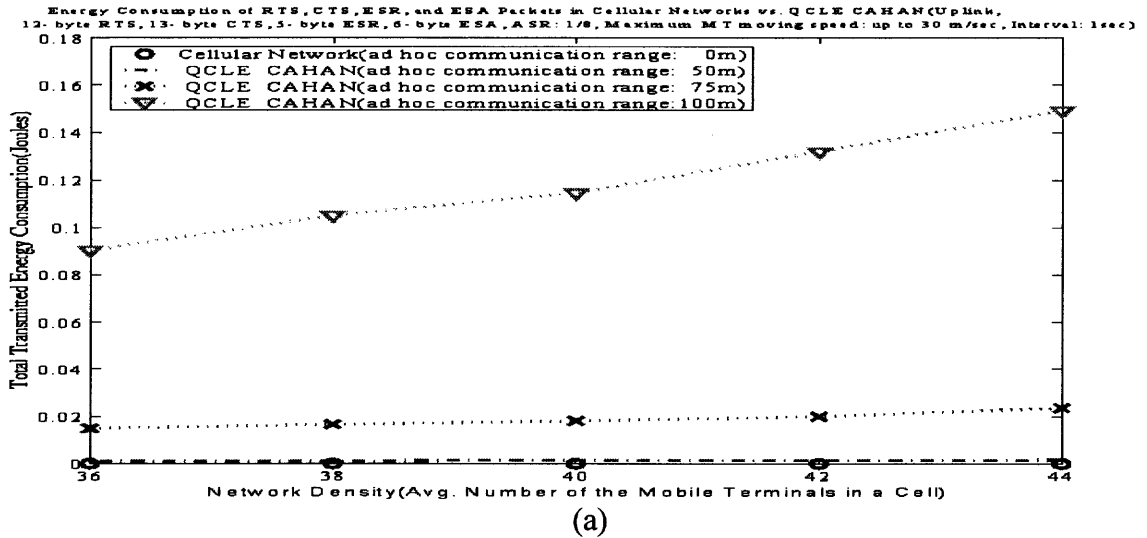 Energy Consumption of RTS,CTS,ESR, and ESA Packets in Cellular Networks vs. QCLE CAHAN(Uplink,
12- byte RTS,13- byte CTS,5- byte ESR,6- byte ESA,ASR: 1/8,Maximum MT moving speed: up to 30 m/sec,Interval: 1sec)
0.18
Cellular Network(ad hoc communication range: 0m)
QCLE CAHAN(ad hoc communication range: 50m)
QCLE CAHAN(ad hoc communication range: 75m)
QCLE CAHAN(ad hoc communication range: 100m)
0.16
0.14
0.12
0.1
0.08
0.06
0.04
0.02
0
Total Transmitted Energy Consumption(Joules)
36
38
40
42
44
Network Density(Avg. Number of the Mobile Terminals in a Cell)
(a)